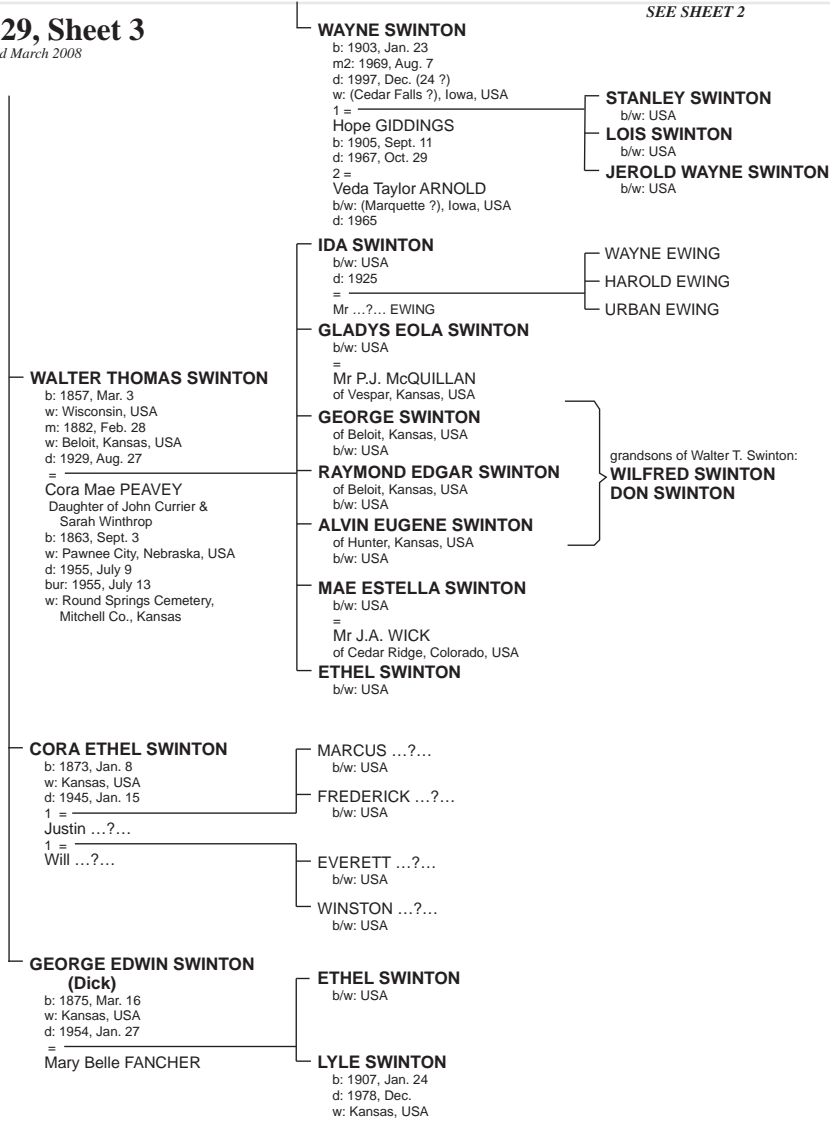 29, Sheet 3
d March 2008
SEE SHEET 2
WAYNE SWINTON
b: 1903, Jan. 23
m2: 1969, Aug. 7
d: 1997, Dec. (24 ?)
w: (Cedar Falls ?), Iowa, USA
1 =
Hope GIDDINGS
b: 1905, Sept. 11
d: 1967, Oct. 29
2 =
Veda Taylor ARNOLD
b/w: (Marquette ?), Iowa, USA
d: 1965
STANLEY SWINTON
b/w: USA
LOIS SWINTON
b/w: USA
JEROLD WAYNE SWINTON
b/w: USA
WALTER THOMAS SWINTON
b: 1857, Mar. 3
w: Wisconsin, USA
m: 1882, Feb. 28
w: Beloit, Kansas, USA
d: 1929, Aug. 27
=
Cora Mae PEAVEY
Daughter of John Currier &
Sarah Winthrop
b: 1863, Sept. 3
w: Pawnee City, Nebraska, USA
d: 1955, July 9
bur: 1955, July 13
w: Round Springs Cemetery,
Mitchell Co., Kansas
IDA SWINTON
b/w: USA
d: 1925
=
Mr …?… EWING
WAYNE EWING
HAROLD EWING
URBAN EWING
GLADYS EOLA SWINTON
b/w: USA
=
Mr P.J. McQUILLAN
of Vespar, Kansas, USA
GEORGE SWINTON
of Beloit, Kansas, USA
b/w: USA
RAYMOND EDGAR SWINTON
of Beloit, Kansas, USA
b/w: USA
ALVIN EUGENE SWINTON
of Hunter, Kansas, USA
b/w: USA
grandsons of Walter T. Swinton:
WILFRED SWINTON
DON SWINTON
MAE ESTELLA SWINTON
b/w: USA
=
Mr J.A. WICK
of Cedar Ridge, Colorado, USA
ETHEL SWINTON
b/w: USA
CORA ETHEL SWINTON
b: 1873, Jan. 8
w: Kansas, USA
d: 1945, Jan. 15
1 =
Justin …?…
1 =
Will …?…
MARCUS …?…
b/w: USA
FREDERICK …?…
b/w: USA
EVERETT …?…
b/w: USA
WINSTON …?…
b/w: USA
GEORGE EDWIN SWINTON
(Dick)
b: 1875, Mar. 16
w: Kansas, USA
d: 1954, Jan. 27
=
Mary Belle FANCHER
ETHEL SWINTON
b/w: USA
LYLE SWINTON
b: 1907, Jan. 24
d: 1978, Dec.
w: Kansas, USA